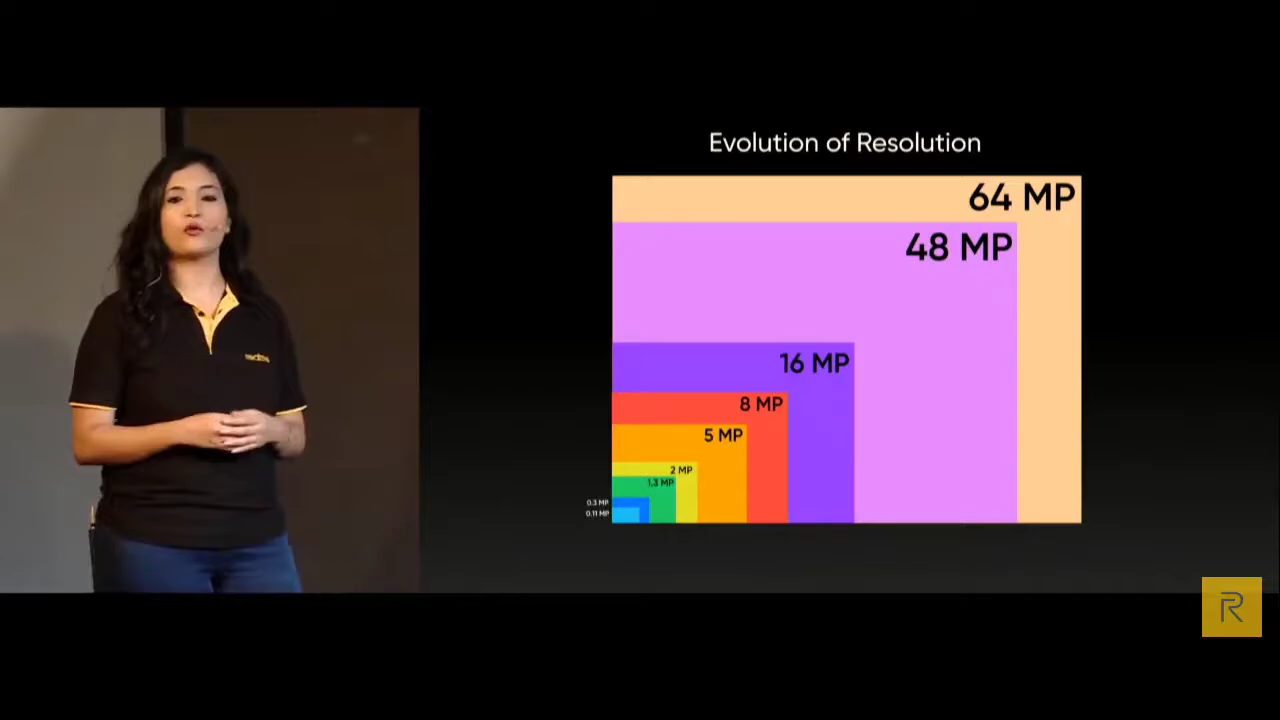 Evolution of Resolution
64 MP
48 MP
16 MP
8 MP
5 MP
2 MP
1.3 MP
0.3 MP
0.11 MP
realme
R